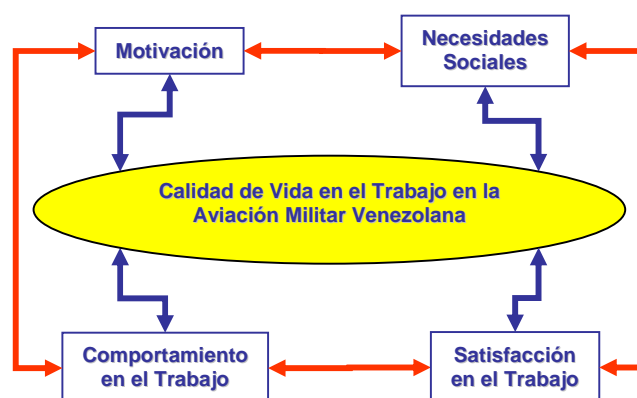 Motivación
Necesidades
Sociales
Calidad de Vida en el Trabajo en la
Aviación Militar Venezolana
Comportamiento
en el Trabajo
Satisfacción
en el Trabajo